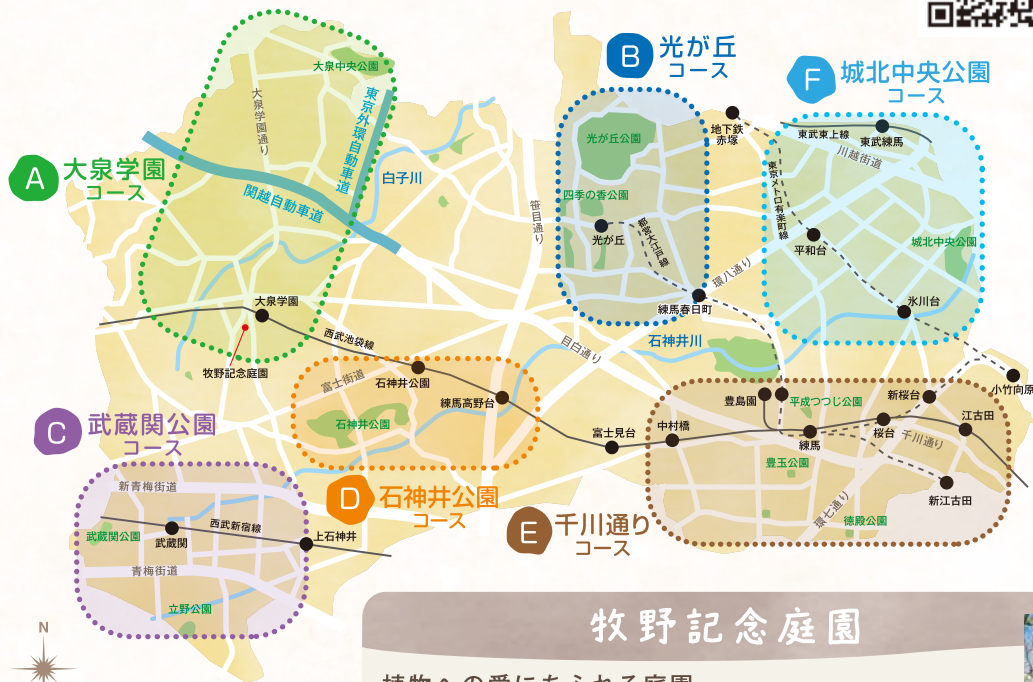 B
光が丘
コース
F
城北中央公園
コース
A
大泉学園
コース
C
武蔵関公園
コース
D
石神井公園
コース
E
千川通り
コース
大泉中央公園
大泉学園通り
東京外環自動車道
関越自動車道
白子川
大泉学園
牧野記念庭園
西武池袋線
富士街道
石神井公園
石神井公園
練馬高野台
富士見台
笹目通り
目白通り
石神井川
光が丘公園
四季の香公園
光が丘
都営大江戸線
練馬春日町
環八通り
地下鉄
赤塚
東武東上線
東武練馬
川越街道
東京メトロ有楽町線
平和台
城北中央公園
氷川台
小竹向原
豊島園
平成つつじ公園
新桜台
江古田
中村橋
練馬
桜台
千川通り
豊玉公園
新江古田
環七通り
徳殿公園
新青梅街道
西武新宿線
武蔵関公園
武蔵関
上石神井
青梅街道
立野公園
N
牧野記念庭園
植物への愛にあふれる庭園